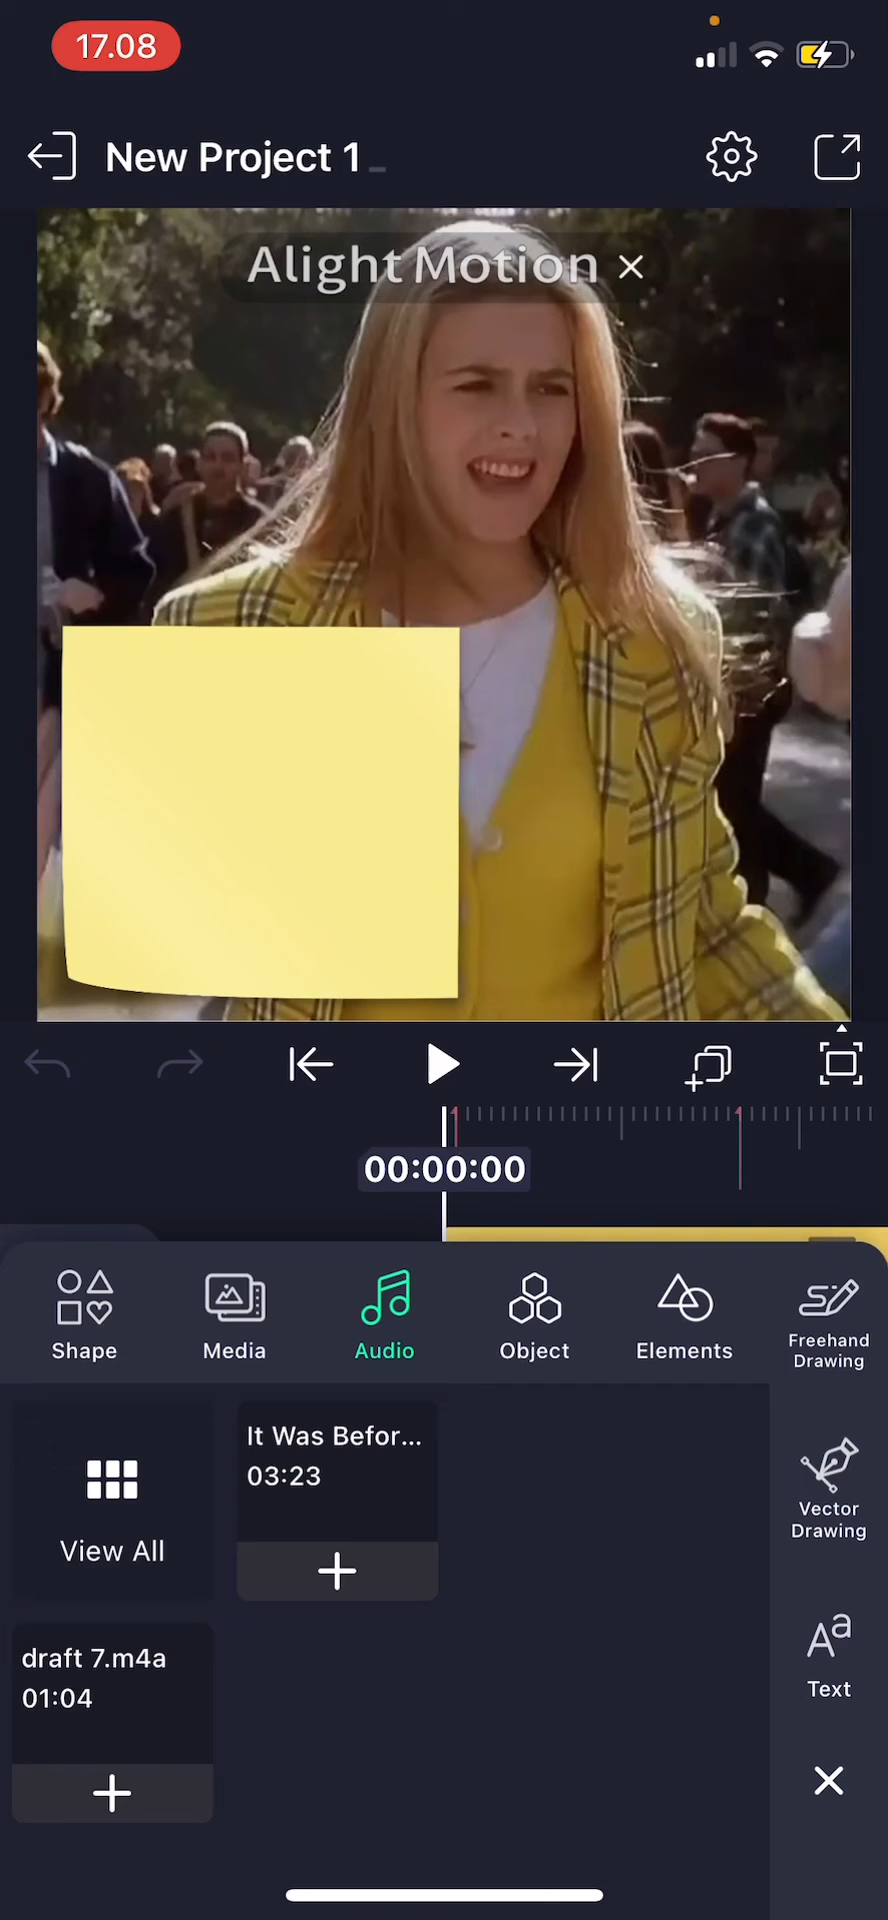 17.08
New Project 1
Alight Motion
00:00:00
Shape
Media
Audio
Object
Elements
Freehand
Drawing
View All
It Was Befor...
03:23
Vector
Drawing
draft 7.m4a
01:04
Text